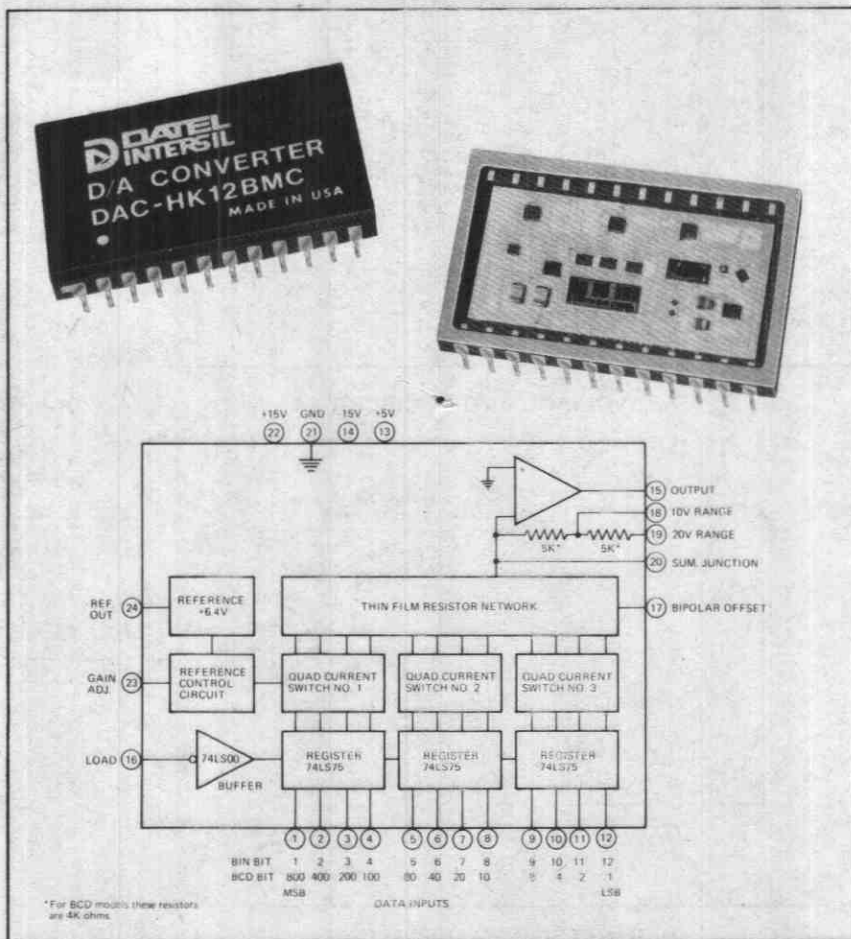 DATEL
INTERSIL
D/A CONVERTER
DAC-HK12BMC
MADE IN USA
+15V GND 15V +5V
22 21 14 13
15 OUTPUT
18 10V RANGE
19 20V RANGE
5K* 5K*
20 SUM. JUNCTION
REF. OUT 24
REFERENCE
+6.4V
THIN FILM RESISTOR NETWORK
17 BIPOLAR OFFSET
GAIN ADJ. 23
REFERENCE
CONTROL
CIRCUIT
QUAD CURRENT
SWITCH NO. 1
QUAD CURRENT
SWITCH NO. 2
QUAD CURRENT
SWITCH NO. 3
LOAD 16
74LS00
BUFFER
REGISTER
74LS75
REGISTER
74LS75
REGISTER
74LS75
1 2 3 4 5 6 7 8 9 10 11 12
BIN BIT 1 2 3 4 5 6 7 8 9 10 11 12
BCD BIT 800 400 200 100 80 40 20 10 8 4 2 1
MSB LSB
DATA INPUTS
*For BCD models these resistors
are 4K ohms